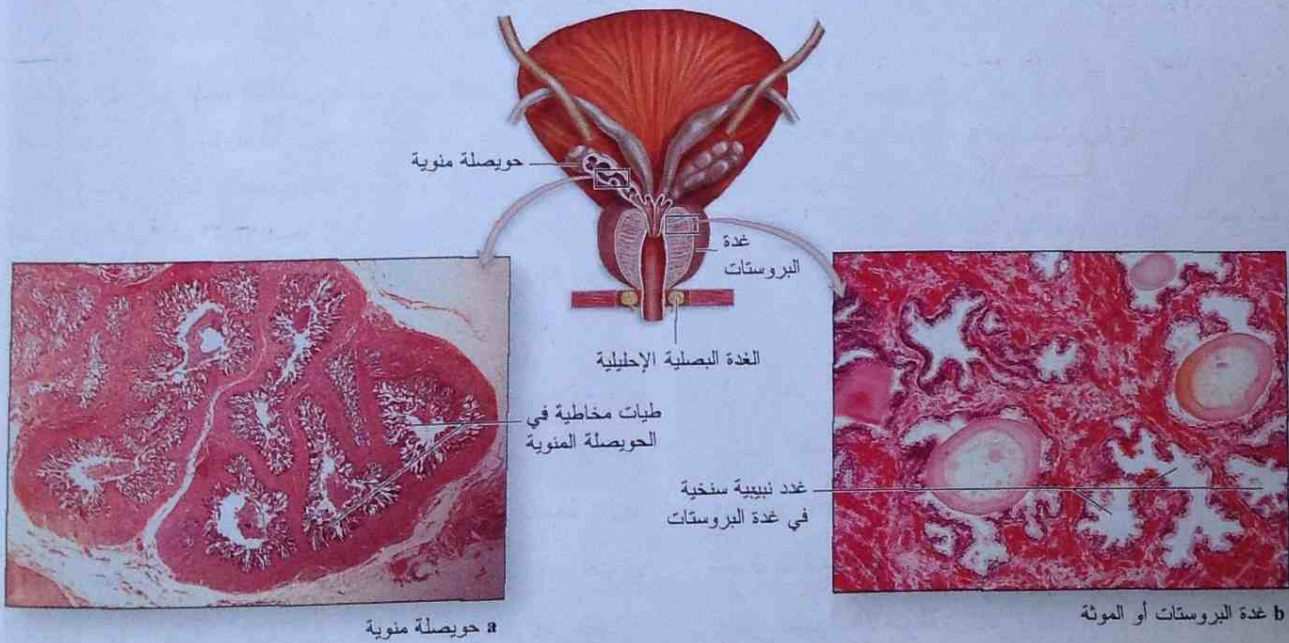 حويصلة منوية
غدة
البروستات
الغدة البصلية الإحليلية
طيات مخاطية في
الحويصلة المنوية
غدد نبيبية سنخية
في غدة البروستات
a حويصلة منوية
b غدة البروستات أو الموثة